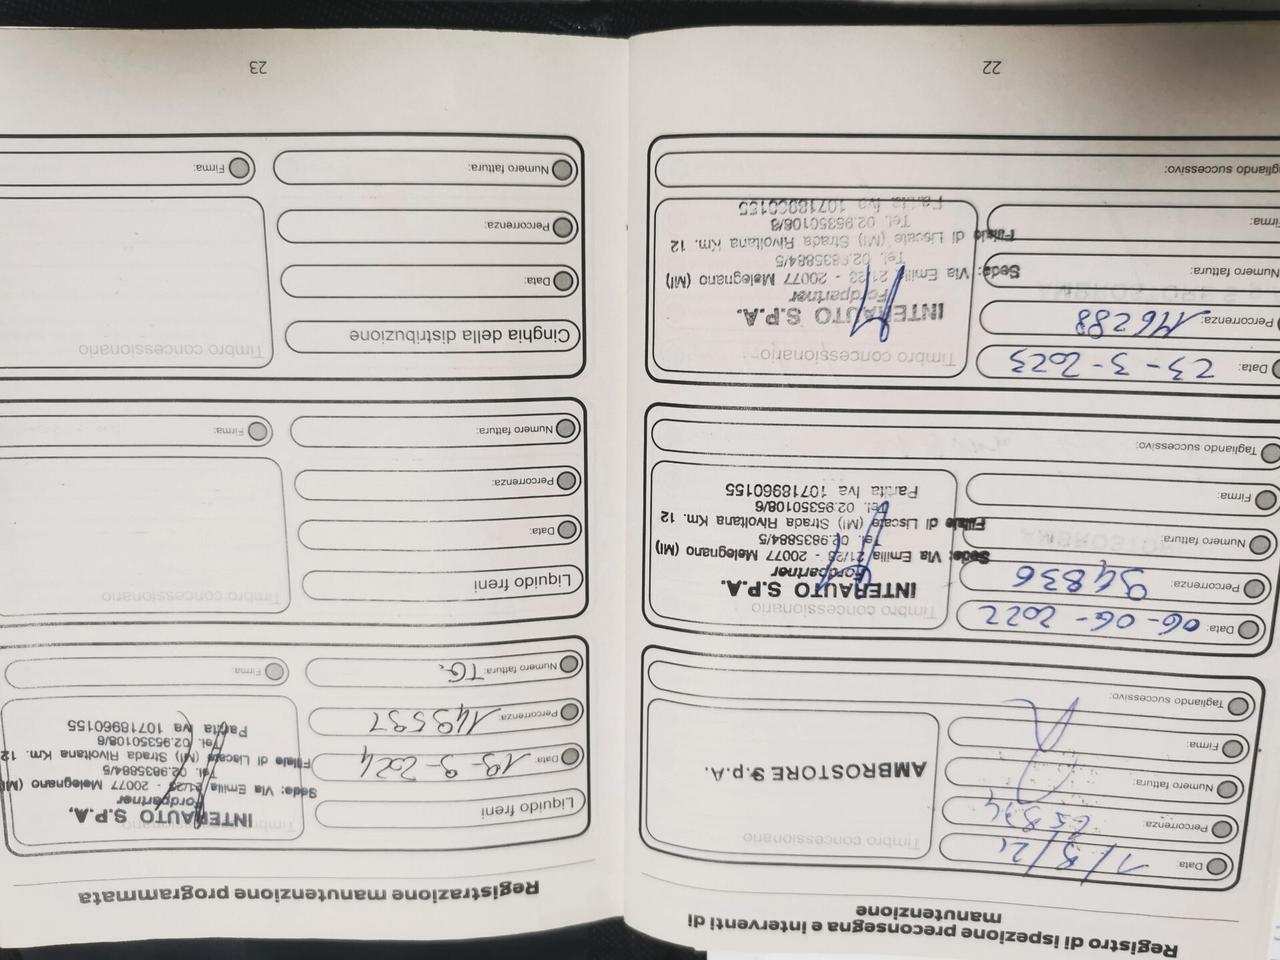 Registro di ispezione preconsegna e interventi di
manutenzione
Data:
Percorrenza:
Numero fattura
Firma:
Tagliando successivo:
Timbro concessionario
AMBROSTORE S.p.A.
Data: 06-06-2022
Percorrenza: 94836
Numero fattura
Firma:
Tagliando successivo:
Timbro concessionario
INTERAUTO S.P.A.
Fordpartner
Sede: Via Emilia 21/23 - 20077 Melegnano (MI)
Tel. 02.9835884/5
Filiale di Liscate (MI) Strada Rivoltana Km. 12
Tel. 02.95350108/6
Partita Iva 10718960155
Data: 23-3-2023
Percorrenza: 116288
Numero fattura
Firma:
Tagliando successivo:
Timbro concessionario
INTERAUTO S.P.A.
Fordpartner
Sede: Via Emilia 21/23 - 20077 Melegnano (MI)
Tel. 02.9835884/5
Filiale di Liscate (MI) Strada Rivoltana Km. 12
Tel. 02.95350108/6
Partita Iva 10718960155
22
Registrazione manutenzione programmata
Liquido freni
Data: 19-3-2024
Percorrenza: 143537
Numero fattura: TG.
Firma:
Timbro concessionario
INTERAUTO S.P.A.
Fordpartner
Sede: Via Emilia 21/23 - 20077 Melegnano (MI)
Tel. 02.9835884/5
Filiale di Liscate (MI) Strada Rivoltana Km. 12
Tel. 02.95350108/6
Partita Iva 10718960155
Liquido freni
Data:
Percorrenza:
Numero fattura:
Firma:
Timbro concessionario
Cinghia della distribuzione
Data:
Percorrenza:
Numero fattura:
Firma:
Timbro concessionario
23